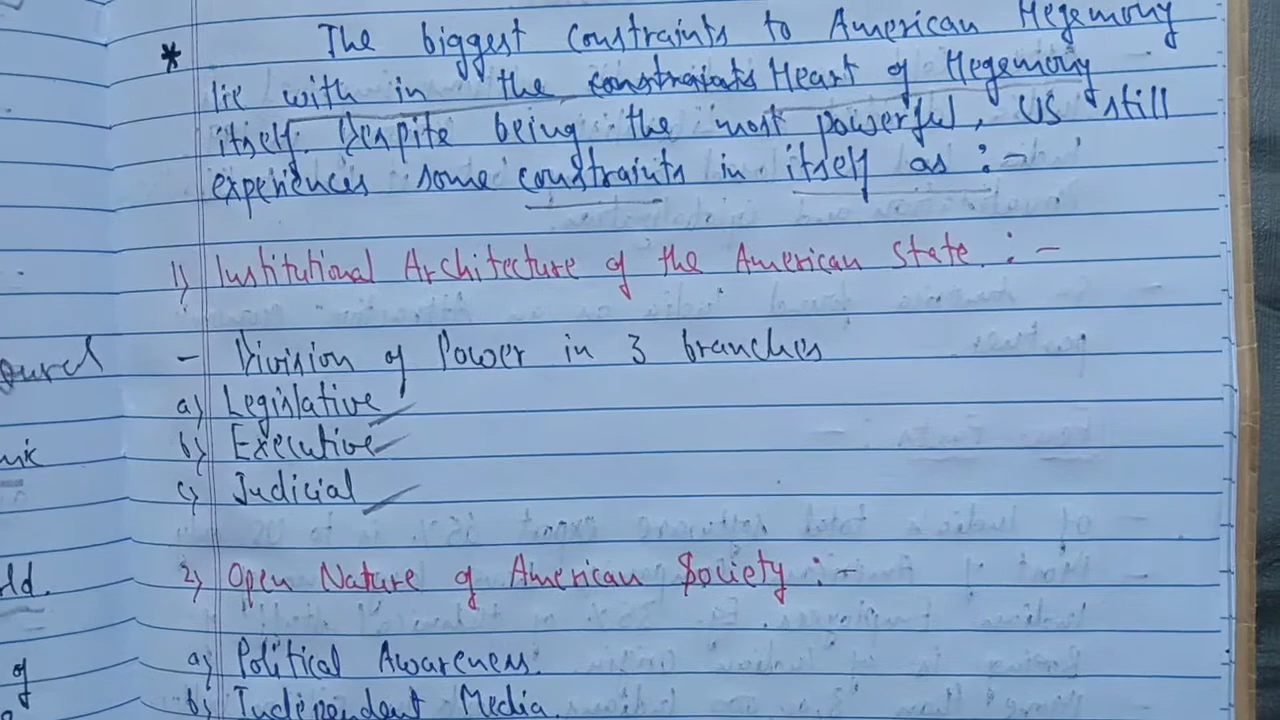 * The biggest constraints to American Hegemony
lie with in the constraints Heart of Hegemony
itself. Despite being the most powerful, US still
experiences some constraints in itself as :-
1) Institutional Architecture of the American State :-
- Division of Power in 3 branches
a) Legislative
b) Executive
c) Judicial
2) Open Nature of American Society :-
a) Political Awareness.
b) Independent Media.
of